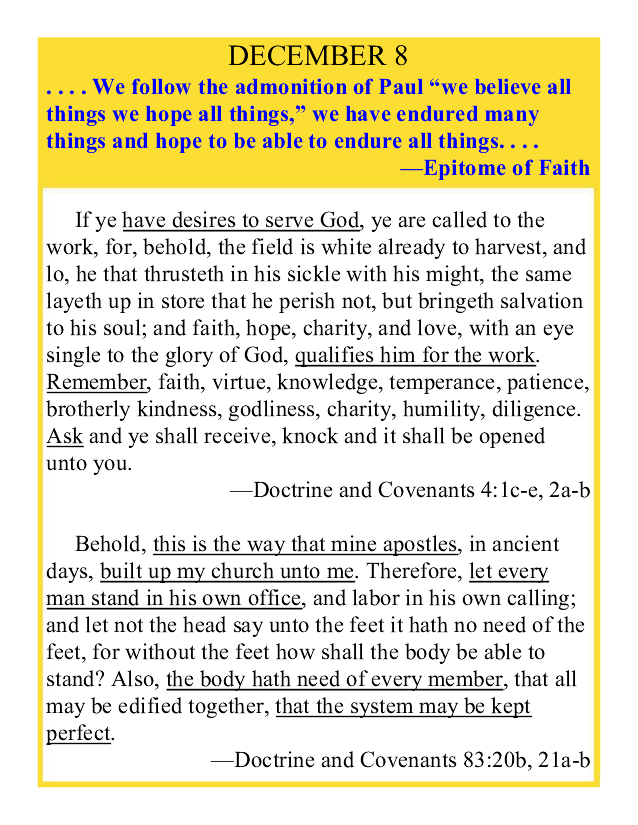 DECEMBER 8
. . . . We follow the admonition of Paul “we believe all
things we hope all things,” we have endured many
things and hope to be able to endure all things. . . .
—Epitome of Faith
If ye have desires to serve God, ye are called to the
work, for, behold, the field is white already to harvest, and
lo, he that thrusteth in his sickle with his might, the same
layeth up in store that he perish not, but bringeth salvation
to his soul; and faith, hope, charity, and love, with an eye
single to the glory of God, qualifies him for the work.
Remember, faith, virtue, knowledge, temperance, patience,
brotherly kindness, godliness, charity, humility, diligence.
Ask and ye shall receive, knock and it shall be opened
unto you.
—Doctrine and Covenants 4:1c-e, 2a-b
Behold, this is the way that mine apostles, in ancient
days, built up my church unto me. Therefore, let every
man stand in his own office, and labor in his own calling;
and let not the head say unto the feet it hath no need of the
feet, for without the feet how shall the body be able to
stand? Also, the body hath need of every member, that all
may be edified together, that the system may be kept
perfect.
—Doctrine and Covenants 83:20b, 21a-b